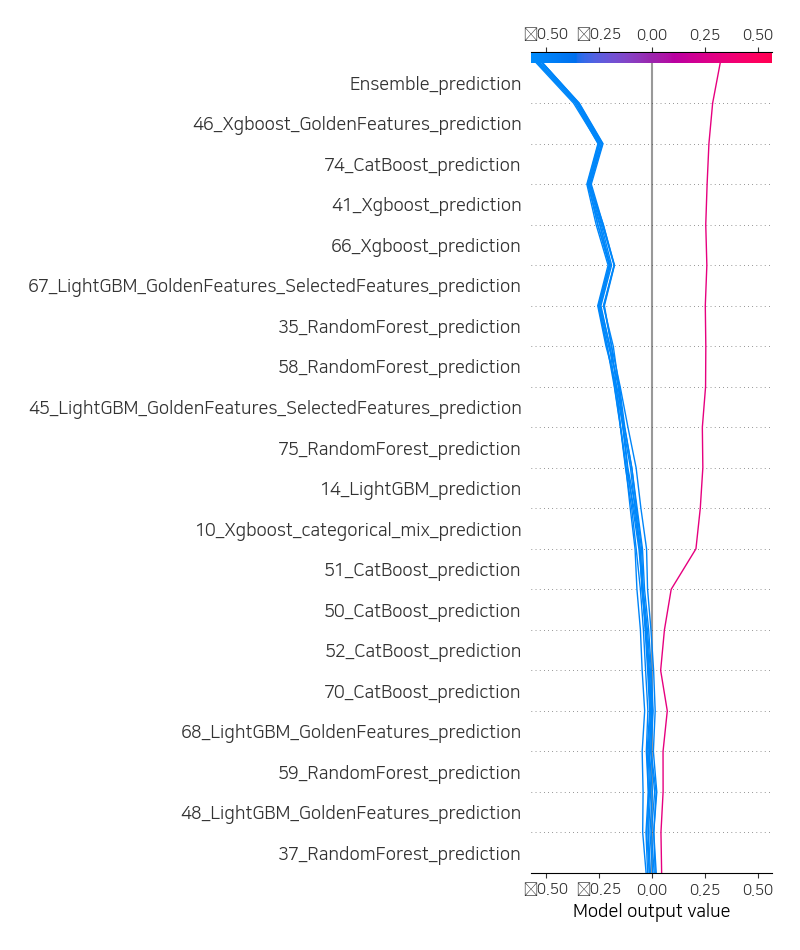 0.50 0.25 0.00 0.25 0.50
Ensemble_prediction
46_Xgboost_GoldenFeatures_prediction
74_CatBoost_prediction
41_Xgboost_prediction
66_Xgboost_prediction
67_LightGBM_GoldenFeatures_SelectedFeatures_prediction
35_RandomForest_prediction
58_RandomForest_prediction
45_LightGBM_GoldenFeatures_SelectedFeatures_prediction
75_RandomForest_prediction
14_LightGBM_prediction
10_Xgboost_categorical_mix_prediction
51_CatBoost_prediction
50_CatBoost_prediction
52_CatBoost_prediction
70_CatBoost_prediction
68_LightGBM_GoldenFeatures_prediction
59_RandomForest_prediction
48_LightGBM_GoldenFeatures_prediction
37_RandomForest_prediction
0.50 0.25 0.00 0.25 0.50
Model output value